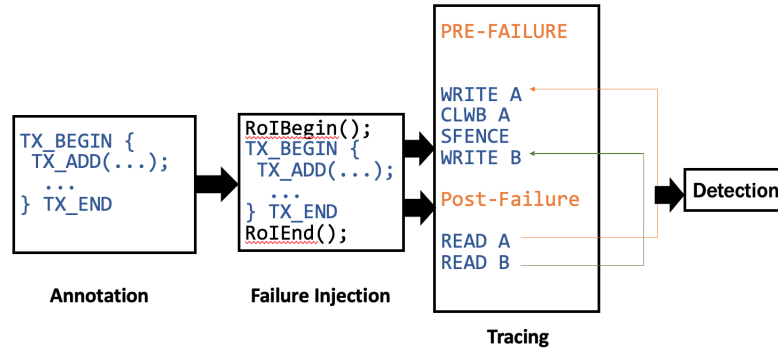 TX_BEGIN {
TX_ADD(...);
...
} TX_END
Annotation
RoIBegin();
TX_BEGIN {
TX_ADD(...);
...
} TX_END
RoIEnd();
Failure Injection
PRE-FAILURE
WRITE A
CLWB A
SFENCE
WRITE B
Post-Failure
READ A
READ B
Tracing
Detection